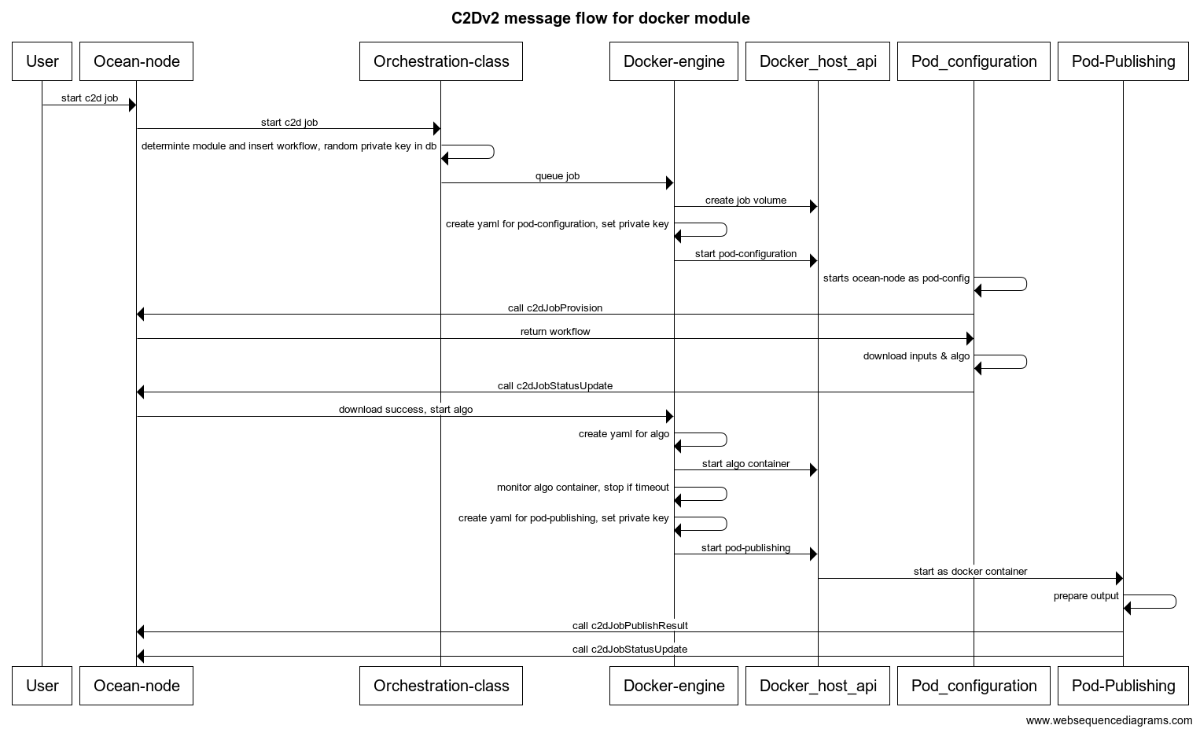 C2Dv2 message flow for docker module
User
Ocean-node
Orchestration-class
Docker-engine
Docker_host_api
Pod_configuration
Pod-Publishing
start c2d job
start c2d job
determinte module and insert workflow, random private key in db
queue job
create job volume
create yaml for pod-configuration, set private key
start pod-configuration
starts ocean-node as pod-config
call c2dJobProvision
return workflow
download inputs & algo
call c2dJobStatusUpdate
download success, start algo
create yaml for algo
start algo container
monitor algo container, stop if timeout
create yaml for pod-publishing, set private key
start pod-publishing
start as docker container
prepare output
call c2dJobPublishResult
call c2dJobStatusUpdate
User
Ocean-node
Orchestration-class
Docker-engine
Docker_host_api
Pod_configuration
Pod-Publishing
www.websequencediagrams.com